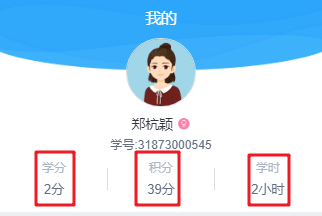 我的
郑杭颖
学号:31873000545
学分 积分 学时
2分 39分 2小时